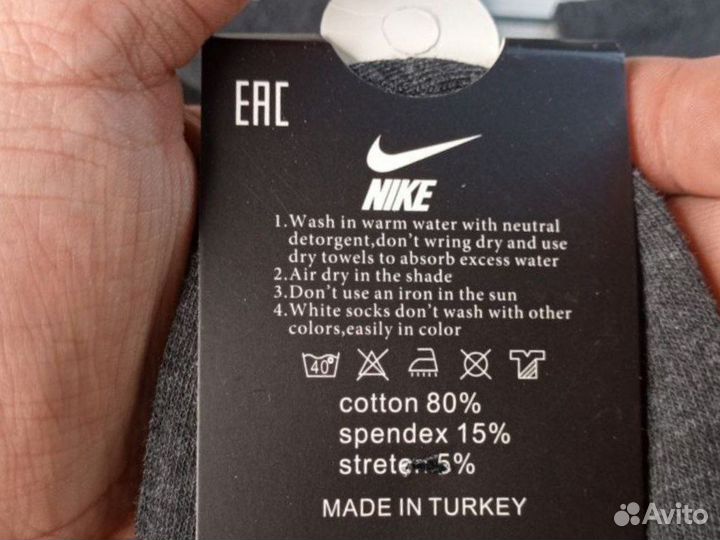 EAC
NIKE
1.Wash in warm water with neutral
detorgent,don't wring dry and use
dry towels to absorb excess water
2.Air dry in the shade
3.Don't use an iron in the sun
4.White socks don't wash with other
colors,easily in color
40°
cotton 80%
spendex 15%
5%
MADE IN TURKEY
Avito